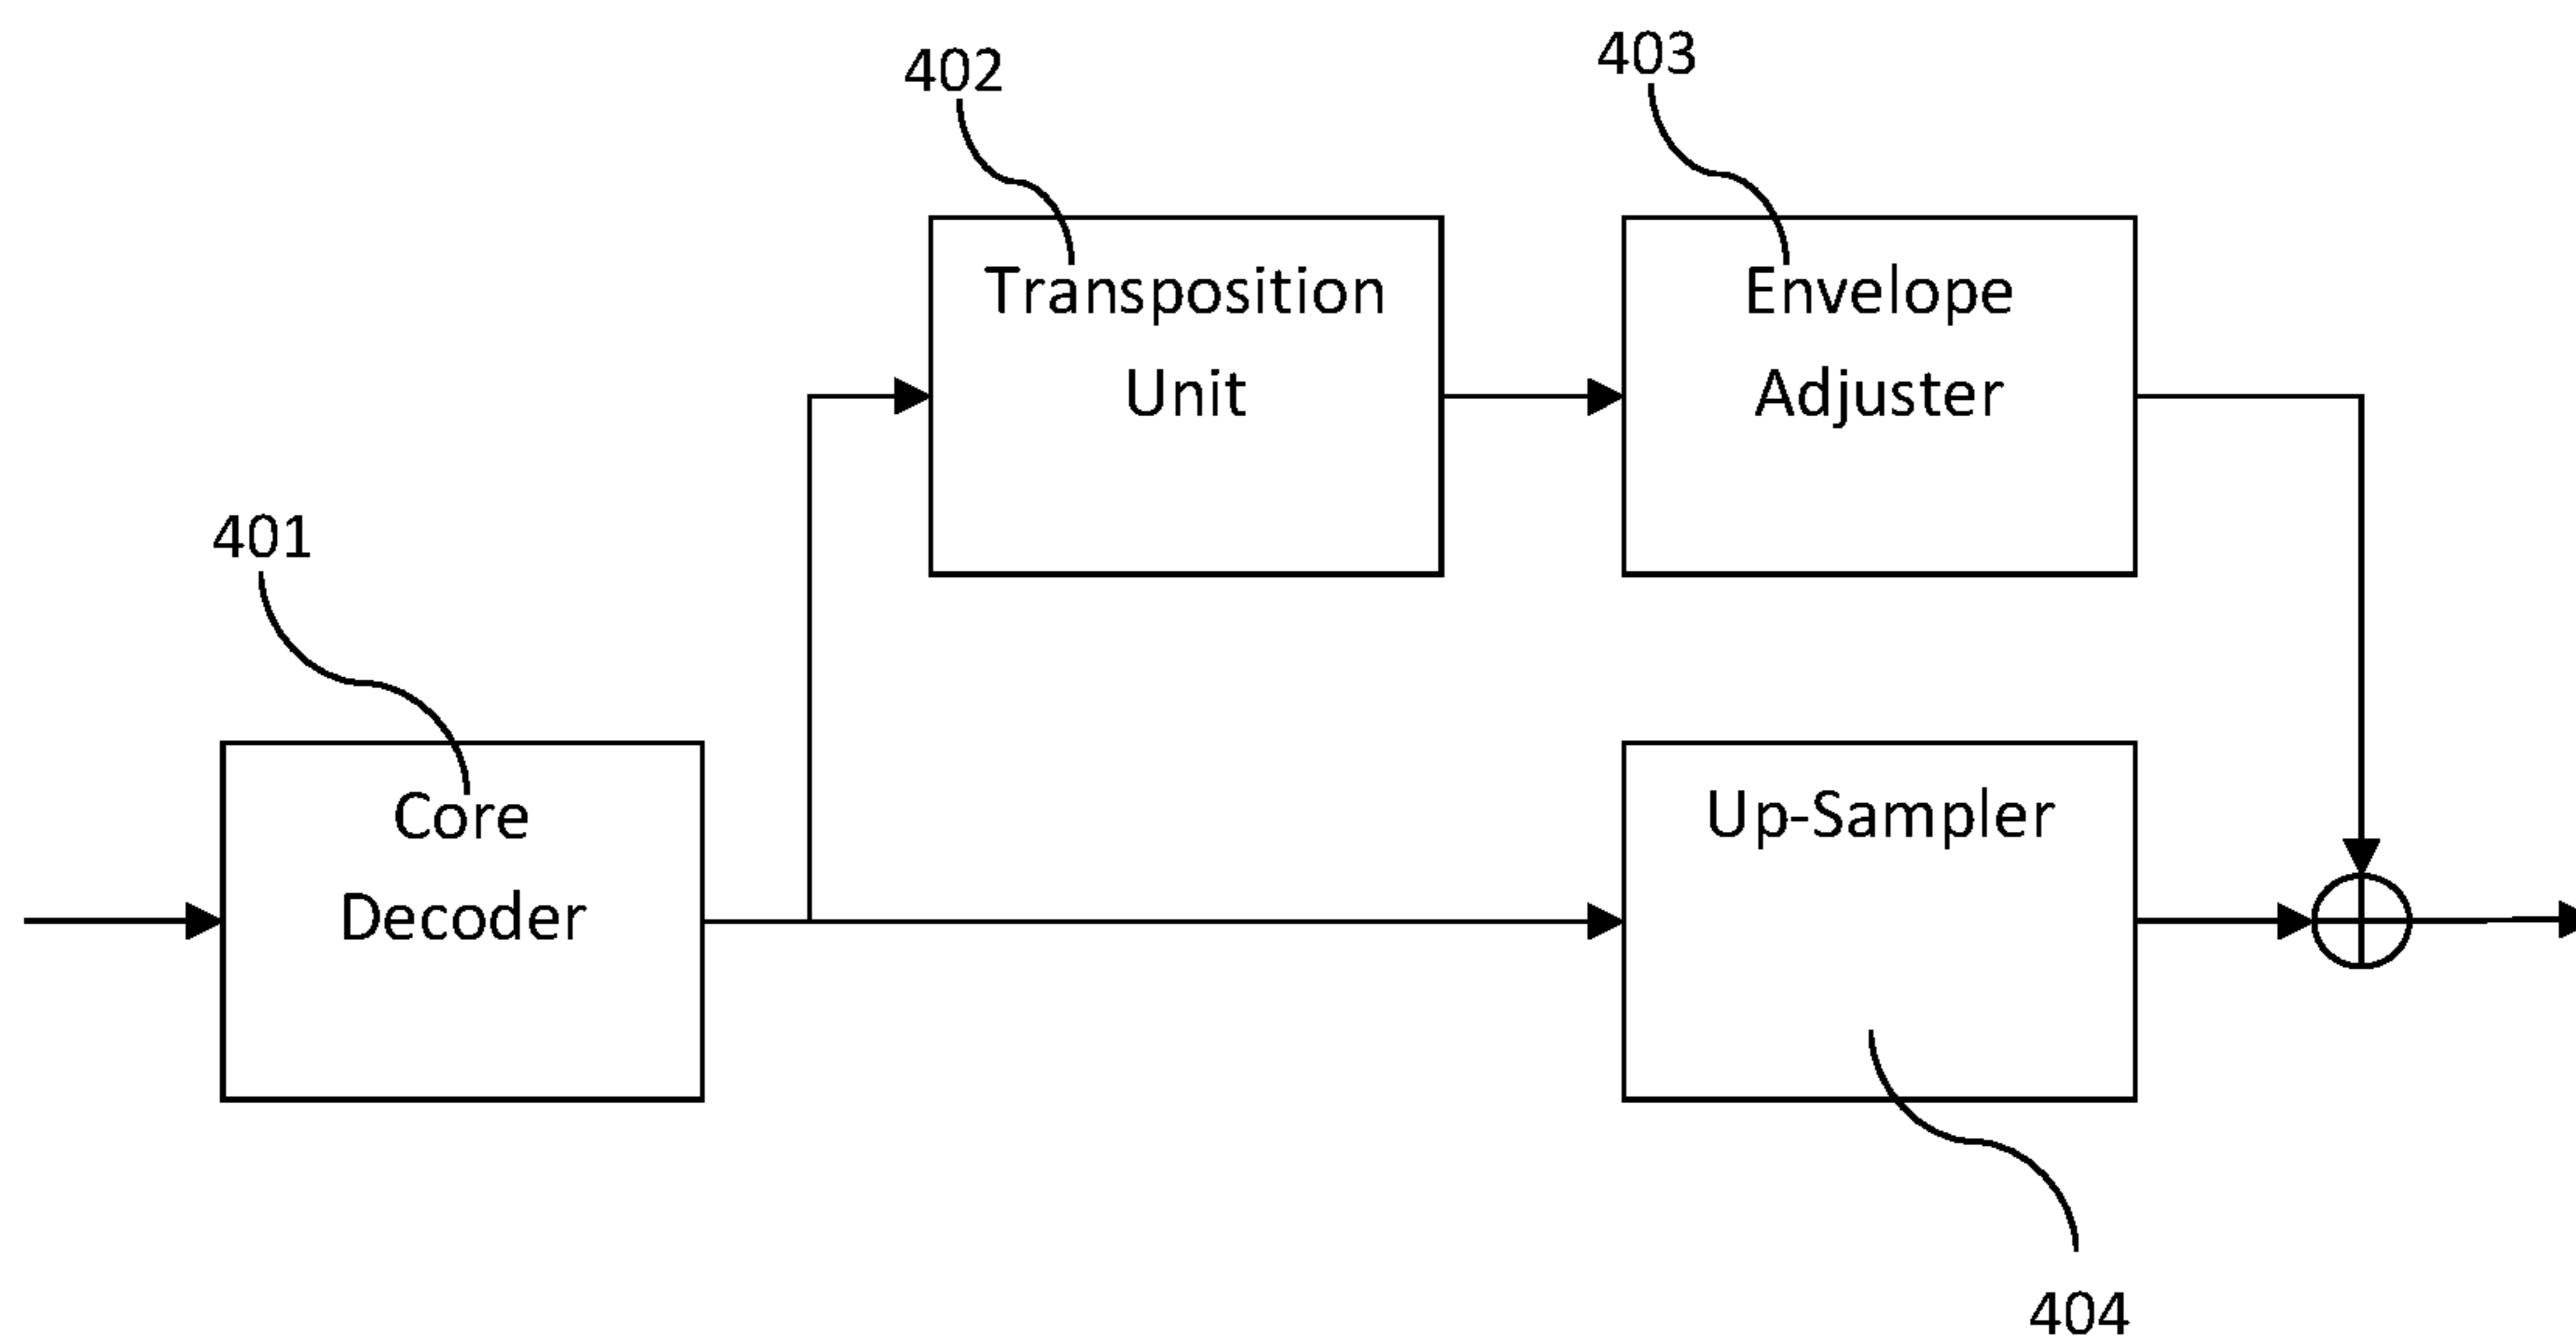 402
403
Transposition
Unit
Envelope
Adjuster
401
Core
Decoder
Up-Sampler
404